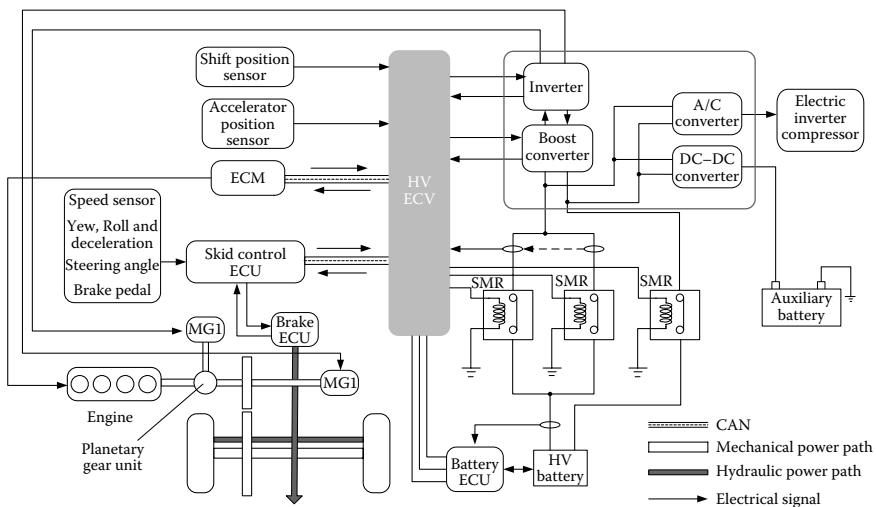 Shift position
sensor
Accelerator
position
sensor
ECM
Speed sensor
Yew, Roll and
deceleration
Steering angle
Brake pedal
Skid control
ECU
Brake
ECU
MG1
MG1
Engine
Planetary
gear unit
HV
ECV
Inverter
Boost
converter
A/C
converter
DC–DC
converter
Electric
inverter
compressor
SMR
SMR
SMR
Auxiliary
battery
Battery
ECU
HV
battery
CAN
Mechanical power path
Hydraulic power path
Electrical signal